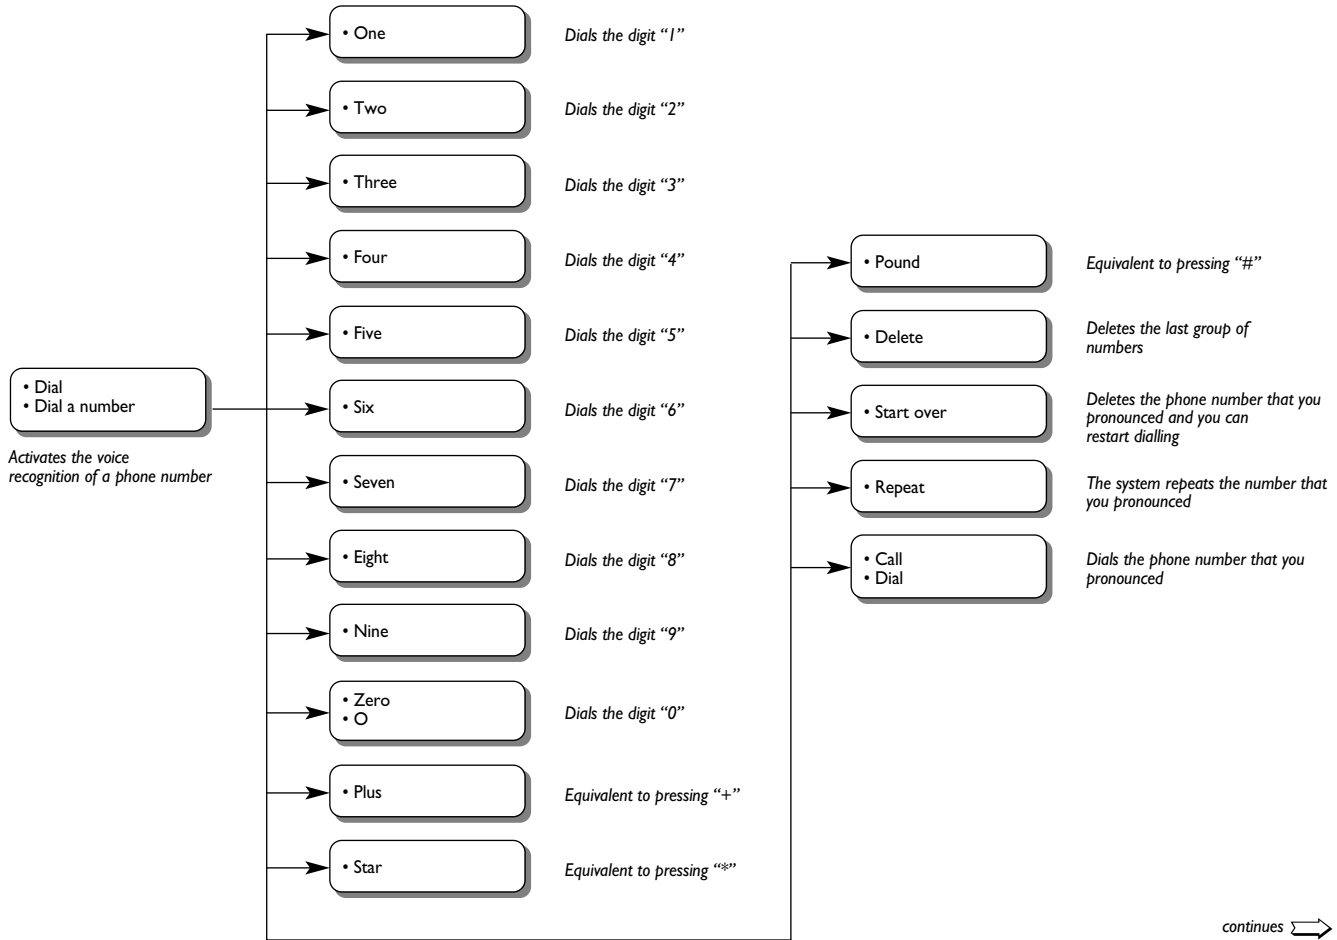 • Dial
• Dial a number
Activates the voice
recognition of a phone number
• One
Dials the digit “1”
• Two
Dials the digit “2”
• Three
Dials the digit “3”
• Four
Dials the digit “4”
• Five
Dials the digit “5”
• Six
Dials the digit “6”
• Seven
Dials the digit “7”
• Eight
Dials the digit “8”
• Nine
Dials the digit “9”
• Zero
• O
Dials the digit “0”
• Plus
Equivalent to pressing “+”
• Star
Equivalent to pressing “*”
• Pound
Equivalent to pressing “#”
• Delete
Deletes the last group of
numbers
• Start over
Deletes the phone number that you
pronounced and you can
restart dialling
• Repeat
The system repeats the number that
you pronounced
• Call
• Dial
Dials the phone number that you
pronounced
continues